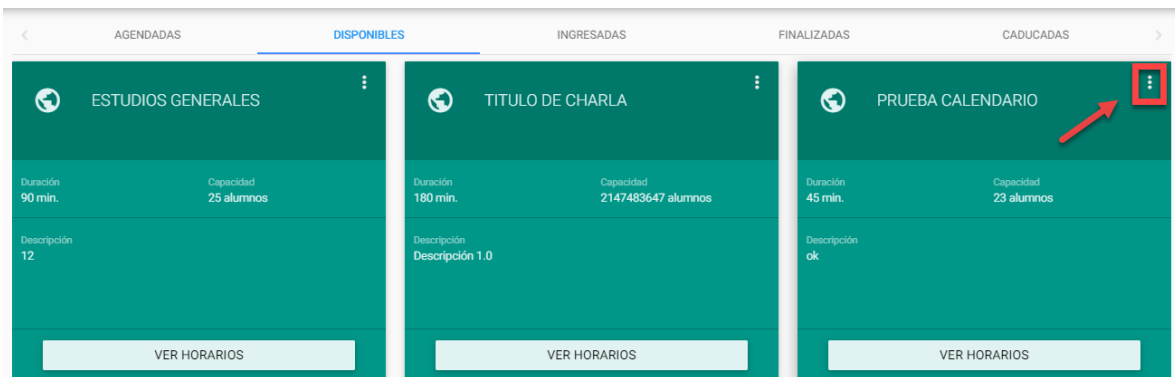 AGENDADAS DISPONIBLES INGRESADAS FINALIZADAS CADUCADAS
ESTUDIOS GENERALES
Duración Capacidad
90 min. 25 alumnos
Descripción
12
VER HORARIOS
TITULO DE CHARLA
Duración Capacidad
180 min. 2147483647 alumnos
Descripción
Descripción 1.0
VER HORARIOS
PRUEBA CALENDARIO
Duración Capacidad
45 min. 23 alumnos
Descripción
ok
VER HORARIOS